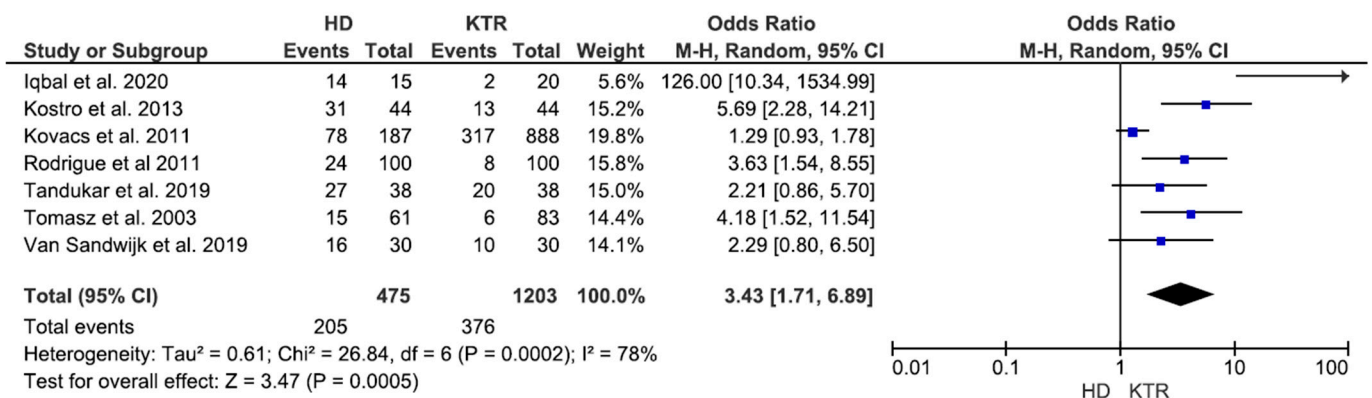 HD KTR Odds Ratio Odds Ratio
Study or Subgroup Events Total Events Total Weight M-H, Random, 95% CI M-H, Random, 95% CI
Iqbal et al. 2020 14 15 2 20 5.6% 126.00 [10.34, 1534.99]
Kostro et al. 2013 31 44 13 44 15.2% 5.69 [2.28, 14.21]
Kovacs et al. 2011 78 187 317 888 19.8% 1.29 [0.93, 1.78]
Rodrigue et al 2011 24 100 8 100 15.8% 3.63 [1.54, 8.55]
Tandukar et al. 2019 27 38 20 38 15.0% 2.21 [0.86, 5.70]
Tomasz et al. 2003 15 61 6 83 14.4% 4.18 [1.52, 11.54]
Van Sandwijk et al. 2019 16 30 10 30 14.1% 2.29 [0.80, 6.50]
Total (95% CI) 475 1203 100.0% 3.43 [1.71, 6.89]
Total events 205 376
Heterogeneity: Tau² = 0.61; Chi² = 26.84, df = 6 (P = 0.0002); I² = 78%
Test for overall effect: Z = 3.47 (P = 0.0005)
0.01 0.1 1 10 100
HD KTR